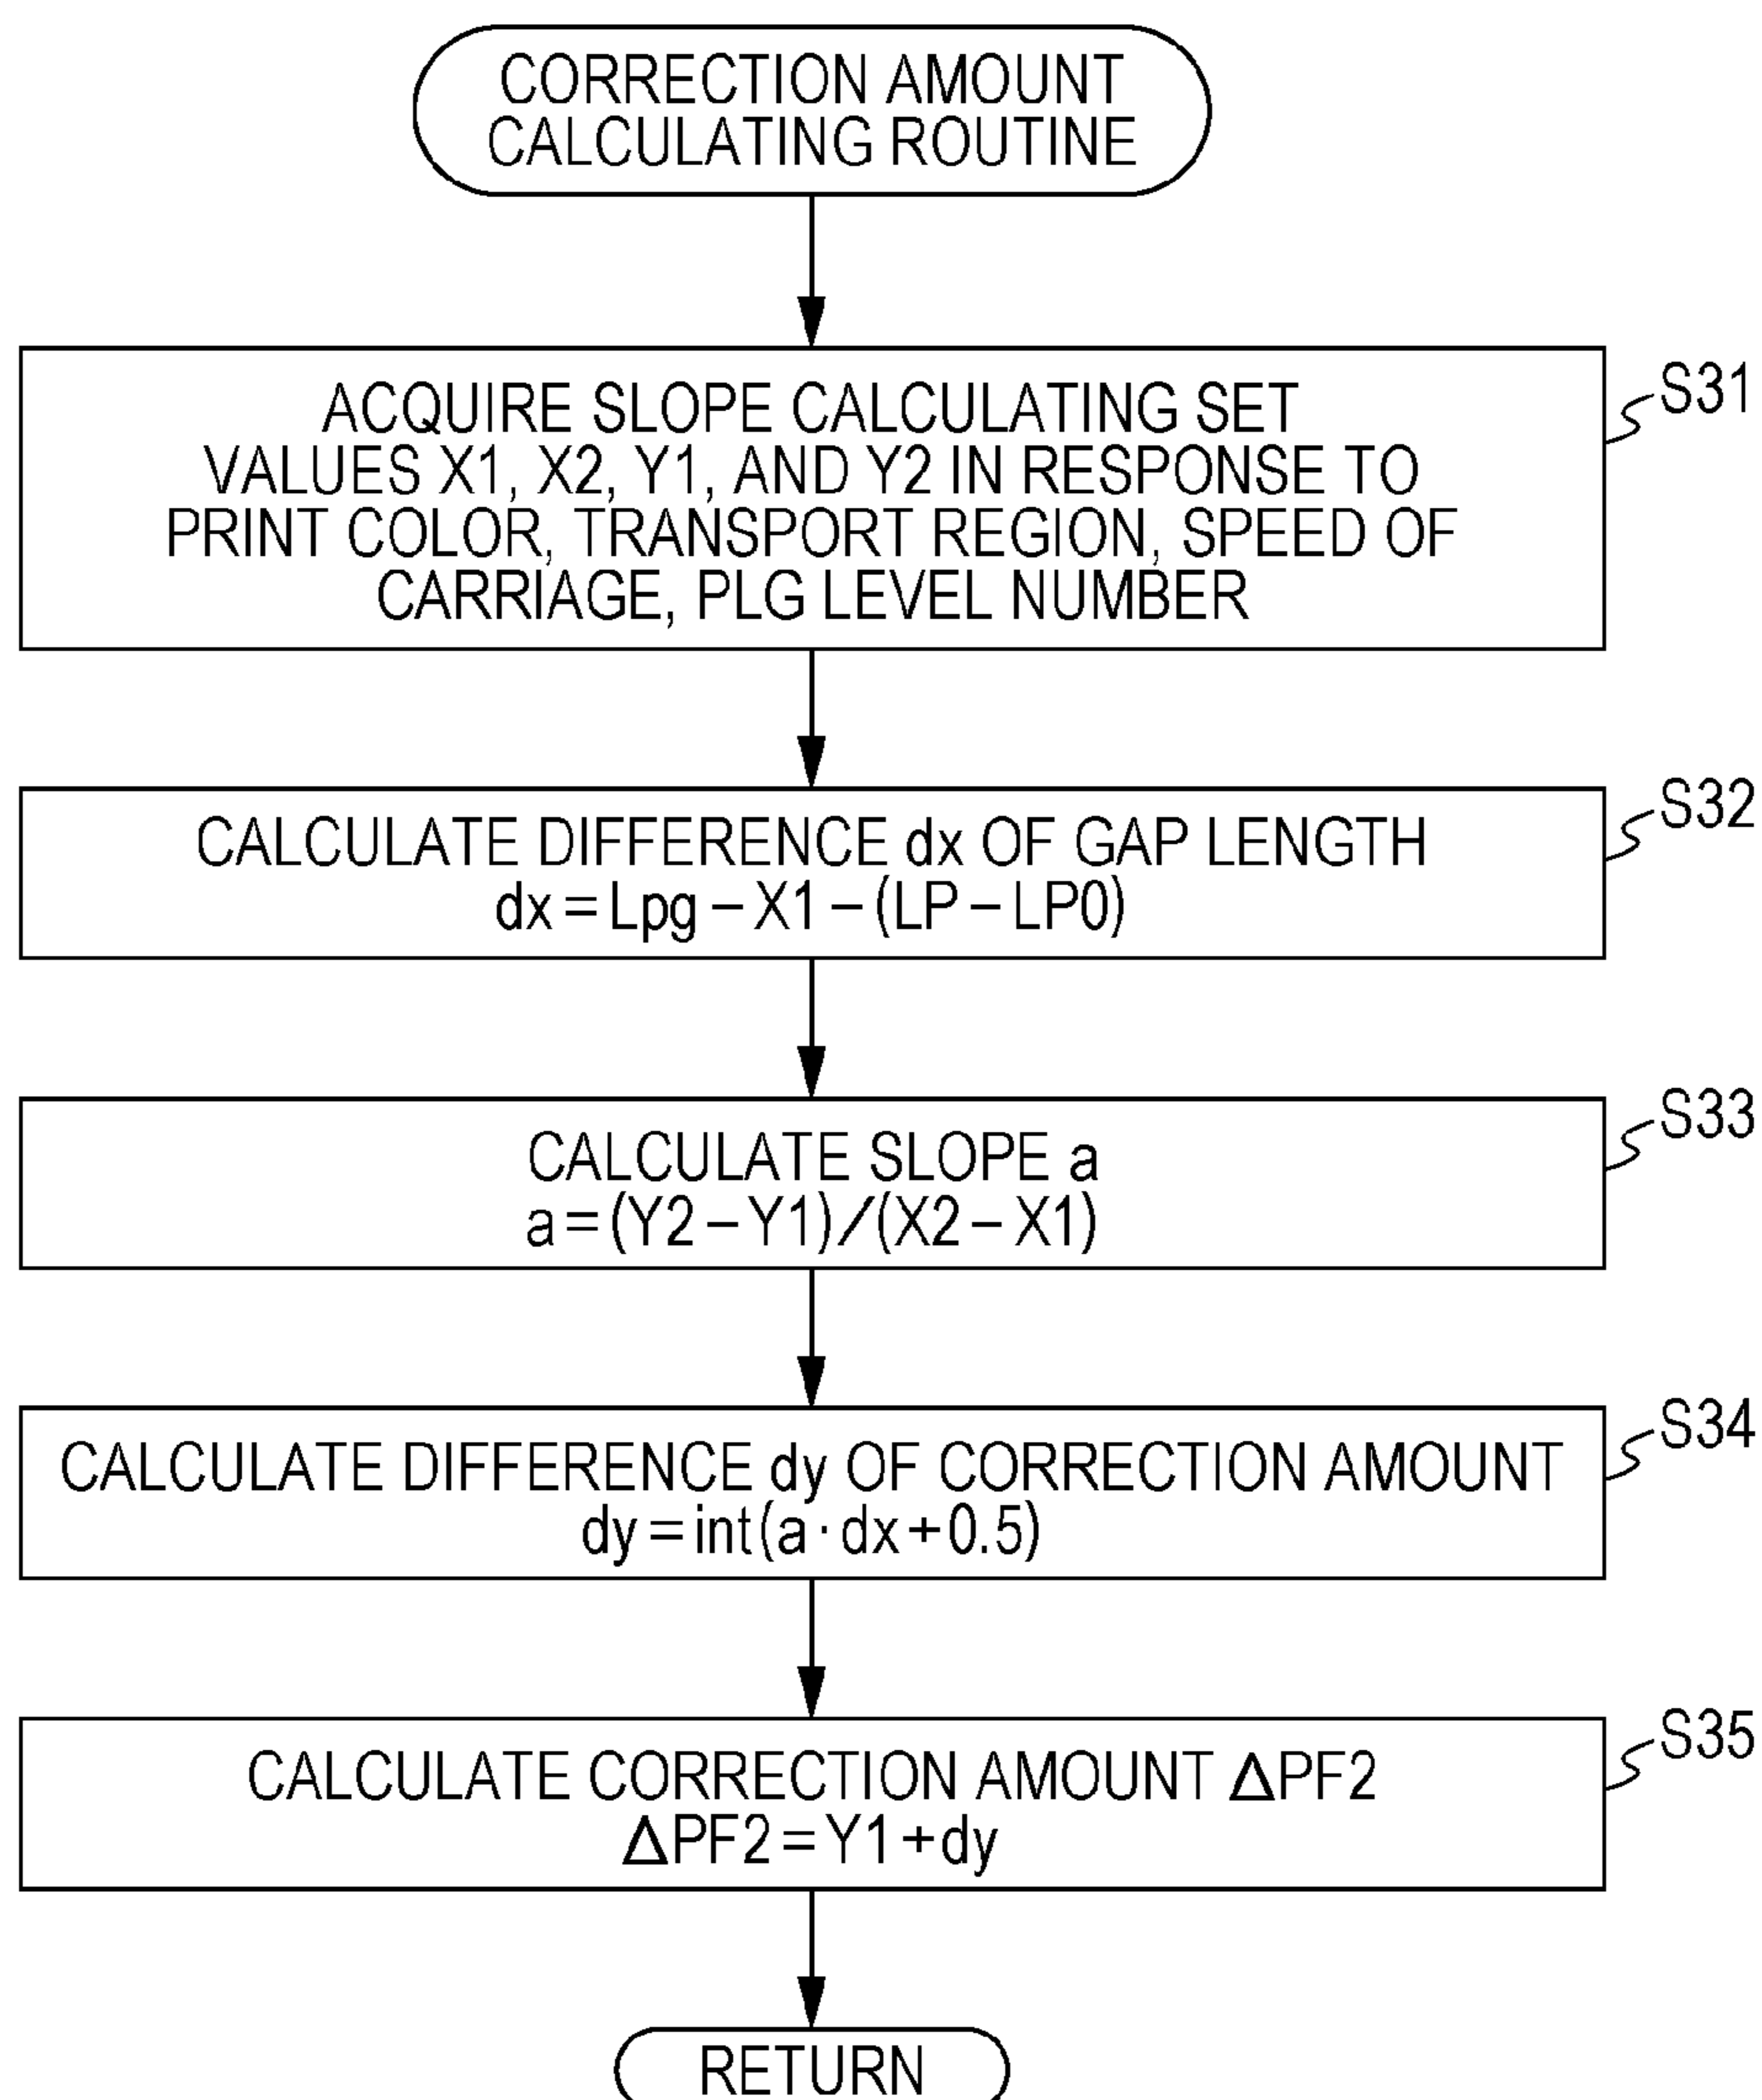 CORRECTION AMOUNT
CALCULATING ROUTINE
ACQUIRE SLOPE CALCULATING SET
VALUES X1, X2, Y1, AND Y2 IN RESPONSE TO
PRINT COLOR, TRANSPORT REGION, SPEED OF
CARRIAGE, PLG LEVEL NUMBER
S31
CALCULATE DIFFERENCE dx OF GAP LENGTH
dx = Lpg – X1 – (LP – LP0)
S32
CALCULATE SLOPE a
a = (Y2 – Y1) / (X2 – X1)
S33
CALCULATE DIFFERENCE dy OF CORRECTION AMOUNT
dy = int (a · dx + 0.5)
S34
CALCULATE CORRECTION AMOUNT ΔPF2
ΔPF2 = Y1 + dy
S35
RETURN